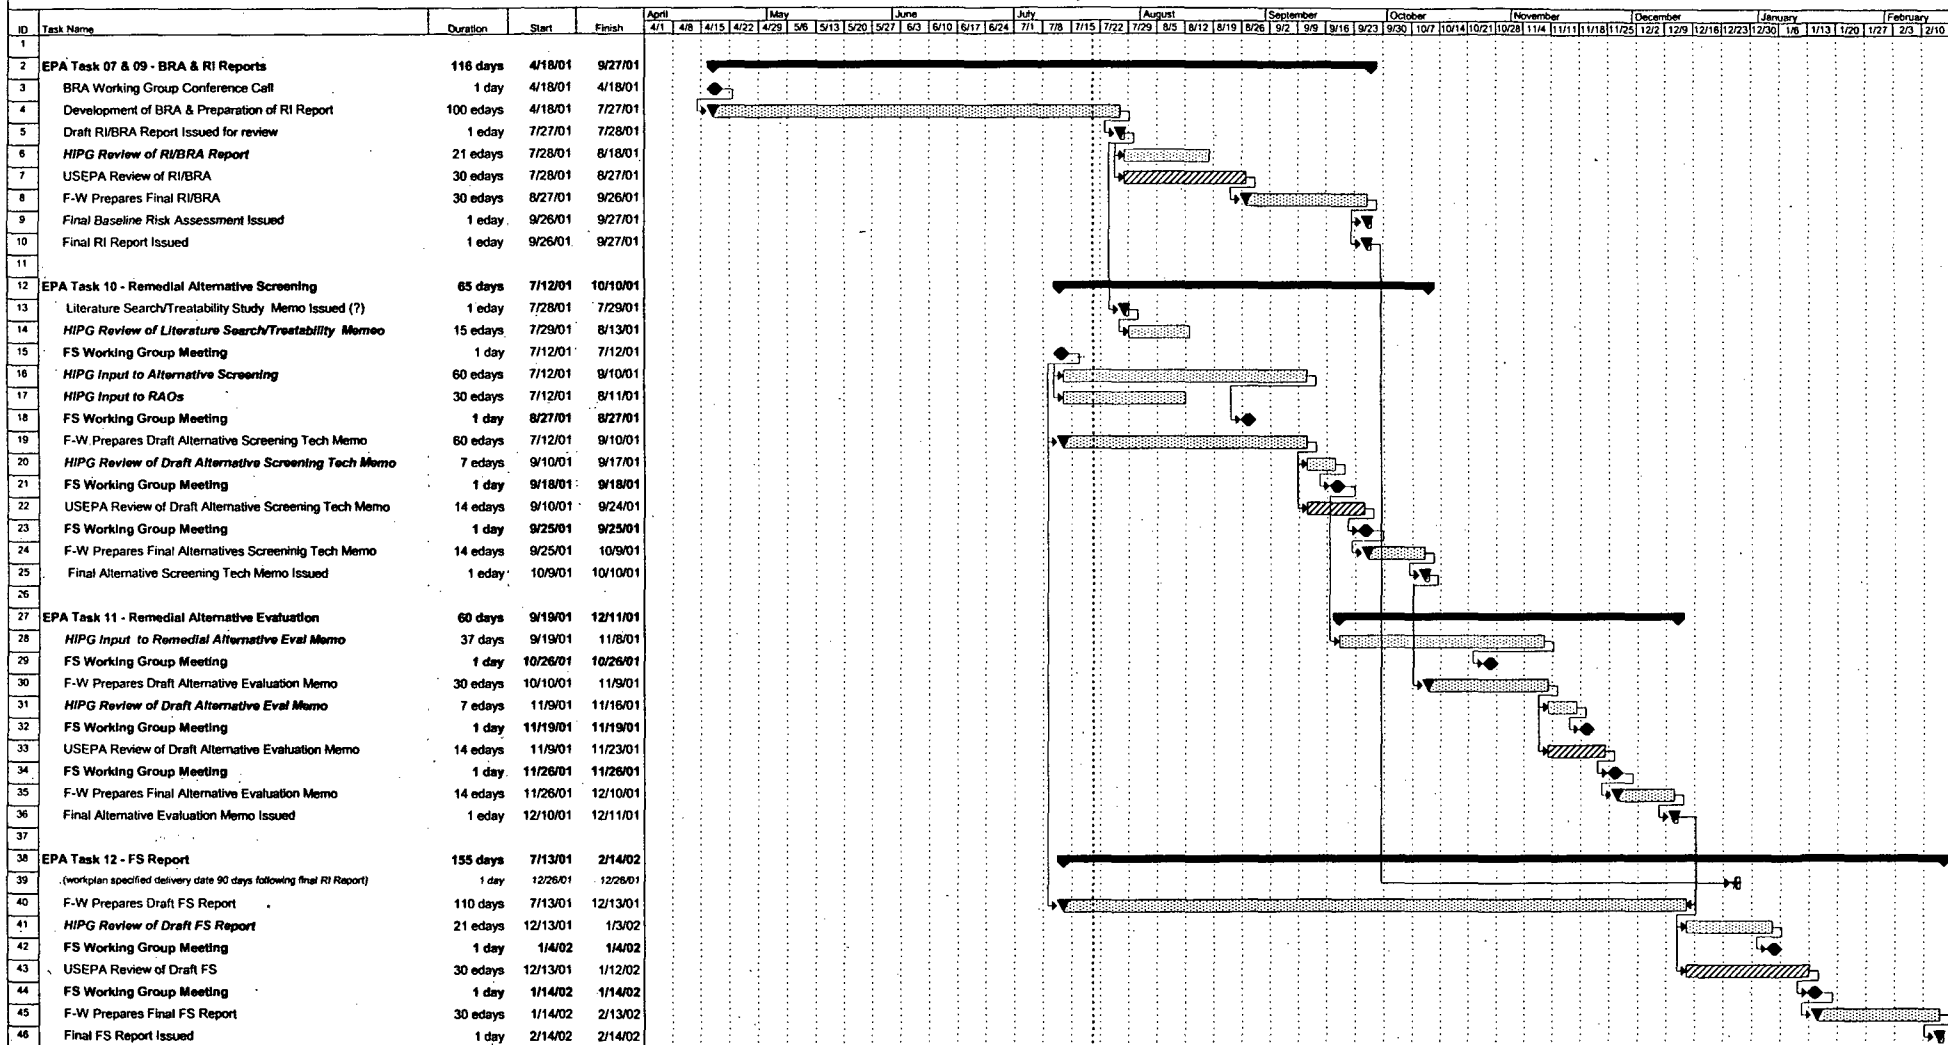 April May June July August September October November December January February
ID Task Name Duration Start Finish 4/1 4/8 4/15 4/22 4/29 5/6 5/13 5/20 5/27 6/3 6/10 6/17 6/24 7/1 7/8 7/15 7/22 7/29 8/5 8/12 8/19 8/26 9/2 9/9 9/16 9/23 9/30 10/7 10/14 10/21 10/28 11/4 11/11 11/18 11/25 12/2 12/9 12/16 12/23 12/30 1/6 1/13 1/20 1/27 2/3 2/10
1
2 EPA Task 07 & 09 - BRA & RI Reports 116 days 4/18/01 9/27/01
3 BRA Working Group Conference Call 1 day 4/18/01 4/18/01
4 Development of BRA & Preparation of RI Report 100 edays 4/18/01 7/27/01
5 Draft RI/BRA Report Issued for review 1 eday 7/27/01 7/28/01
6 HIPG Review of RI/BRA Report 21 edays 7/28/01 8/18/01
7 USEPA Review of RI/BRA 30 edays 7/28/01 8/27/01
8 F-W Prepares Final RI/BRA 30 edays 8/27/01 9/26/01
9 Final Baseline Risk Assessment Issued 1 eday 9/26/01 9/27/01
10 Final RI Report Issued 1 eday 9/26/01 9/27/01
11
12 EPA Task 10 - Remedial Alternative Screening 65 days 7/12/01 10/10/01
13 Literature Search/Treatability Study Memo Issued (?) 1 eday 7/28/01 7/29/01
14 HIPG Review of Literature Search/Treatability Memeo 15 edays 7/29/01 8/13/01
15 FS Working Group Meeting 1 day 7/12/01 7/12/01
16 HIPG Input to Alternative Screening 60 edays 7/12/01 9/10/01
17 HIPG Input to RAOs 30 edays 7/12/01 8/11/01
18 FS Working Group Meeting 1 day 8/27/01 8/27/01
19 F-W Prepares Draft Alternative Screening Tech Memo 60 edays 7/12/01 9/10/01
20 HIPG Review of Draft Alternative Screening Tech Memo 7 edays 9/10/01 9/17/01
21 FS Working Group Meeting 1 day 9/18/01 9/18/01
22 USEPA Review of Draft Alternative Screening Tech Memo 14 edays 9/10/01 9/24/01
23 FS Working Group Meeting 1 day 9/25/01 9/25/01
24 F-W Prepares Final Alternatives Screeninig Tech Memo 14 edays 9/25/01 10/9/01
25 Final Alternative Screening Tech Memo Issued 1 eday 10/9/01 10/10/01
26
27 EPA Task 11 - Remedial Alternative Evaluation 60 days 9/19/01 12/11/01
28 HIPG Input to Remedial Alternative Eval Memo 37 days 9/19/01 11/8/01
29 FS Working Group Meeting 1 day 10/26/01 10/26/01
30 F-W Prepares Draft Alternative Evaluation Memo 30 edays 10/10/01 11/9/01
31 HIPG Review of Draft Alternative Eval Memo 7 edays 11/9/01 11/16/01
32 FS Working Group Meeting 1 day 11/19/01 11/19/01
33 USEPA Review of Draft Alternative Evaluation Memo 14 edays 11/9/01 11/23/01
34 FS Working Group Meeting 1 day 11/26/01 11/26/01
35 F-W Prepares Final Alternative Evaluation Memo 14 edays 11/26/01 12/10/01
36 Final Alternative Evaluation Memo Issued 1 eday 12/10/01 12/11/01
37
38 EPA Task 12 - FS Report 155 days 7/13/01 2/14/02
39 (workplan specified delivery date 90 days following final RI Report) 1 day 12/26/01 12/26/01
40 F-W Prepares Draft FS Report 110 days 7/13/01 12/13/01
41 HIPG Review of Draft FS Report 21 edays 12/13/01 1/3/02
42 FS Working Group Meeting 1 day 1/4/02 1/4/02
43 USEPA Review of Draft FS 30 edays 12/13/01 1/12/02
44 FS Working Group Meeting 1 day 1/14/02 1/14/02
45 F-W Prepares Final FS Report 30 edays 1/14/02 2/13/02
46 Final FS Report Issued 1 day 2/14/02 2/14/02